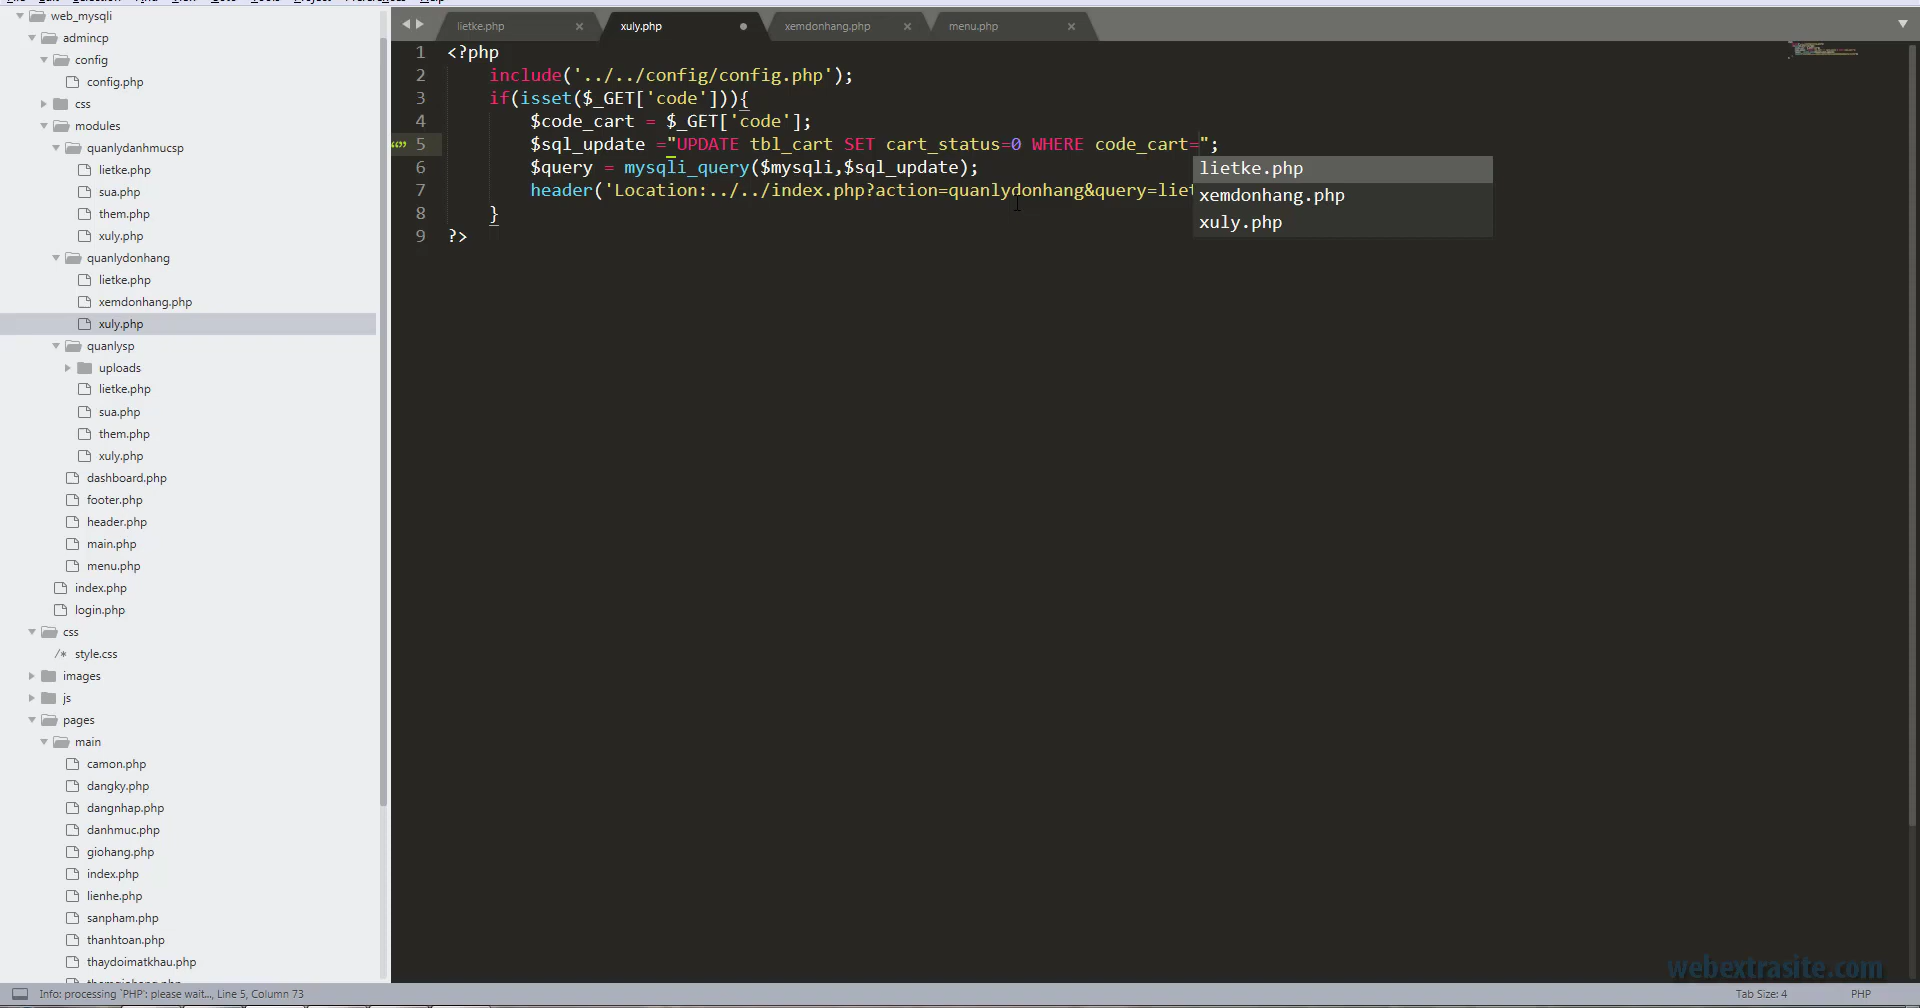 web_mysqli
admincp
config
config.php
css
modules
quanlydanhmucsp
lietke.php
sua.php
them.php
xuly.php
quanlydonhang
lietke.php
xemdonhang.php
xuly.php
quanlysp
uploads
lietke.php
sua.php
them.php
xuly.php
dashboard.php
footer.php
header.php
main.php
menu.php
index.php
login.php
css
/* style.css
images
js
pages
main
camon.php
dangky.php
dangnhap.php
danhmuc.php
giohang.php
index.php
lienhe.php
sanpham.php
thanhtoan.php
thaydoimatkhau.php
lietke.php
xuly.php
xemdonhang.php
menu.php
1 <?php
2 include('../../config/config.php');
3 if(isset($_GET['code'])){
4 $code_cart = $_GET['code'];
5 $sql_update ="UPDATE tbl_cart SET cart_status=0 WHERE code_cart=";
6 $query = mysqli_query($mysqli,$sql_update);
7 header('Location:../../index.php?action=quanlydonhang&query=liet
8 }
9 ?>
lietke.php
xemdonhang.php
xuly.php
webextrasite.com
Info: processing `PHP`: please wait..., Line 5, Column 73
Tab Size: 4
PHP